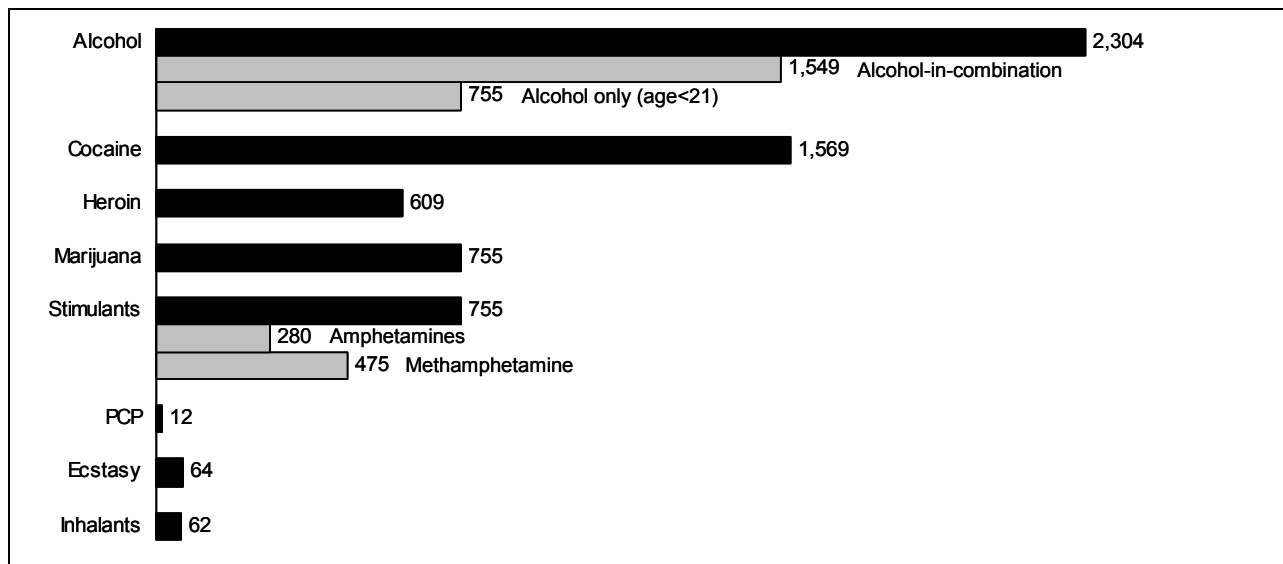 Alcohol 2,304
1,549 Alcohol-in-combination
755 Alcohol only (age<21)
Cocaine 1,569
Heroin 609
Marijuana 755
Stimulants 755
280 Amphetamines
475 Methamphetamine
PCP 12
Ecstasy 64
Inhalants 62